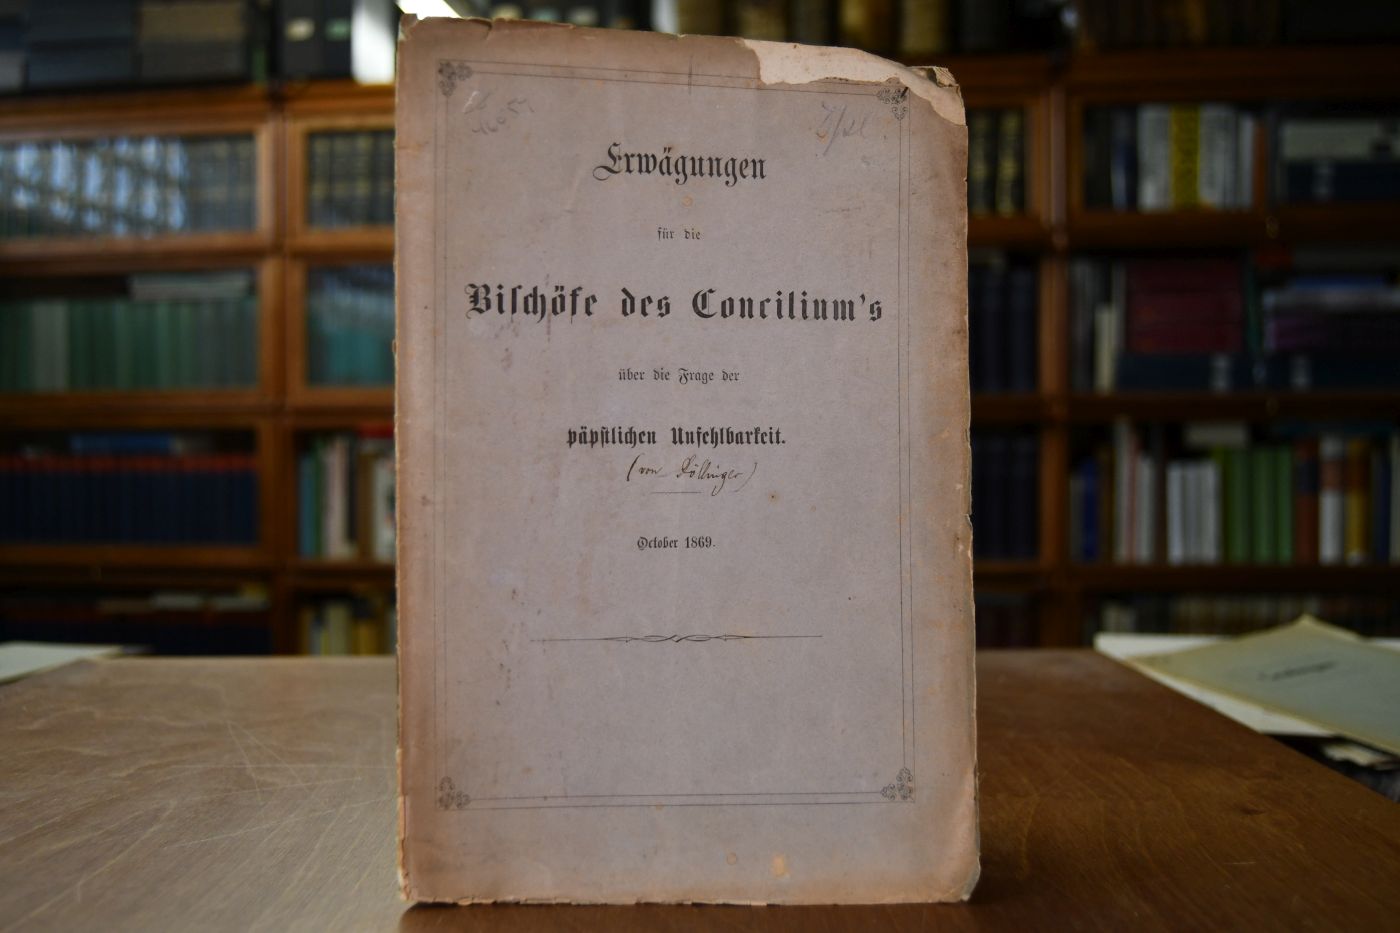 Erwägungen
für die
Bischöfe des Concilium's
über die Frage der
päpstlichen Unfehlbarkeit.
(von Döllinger)
October 1869.